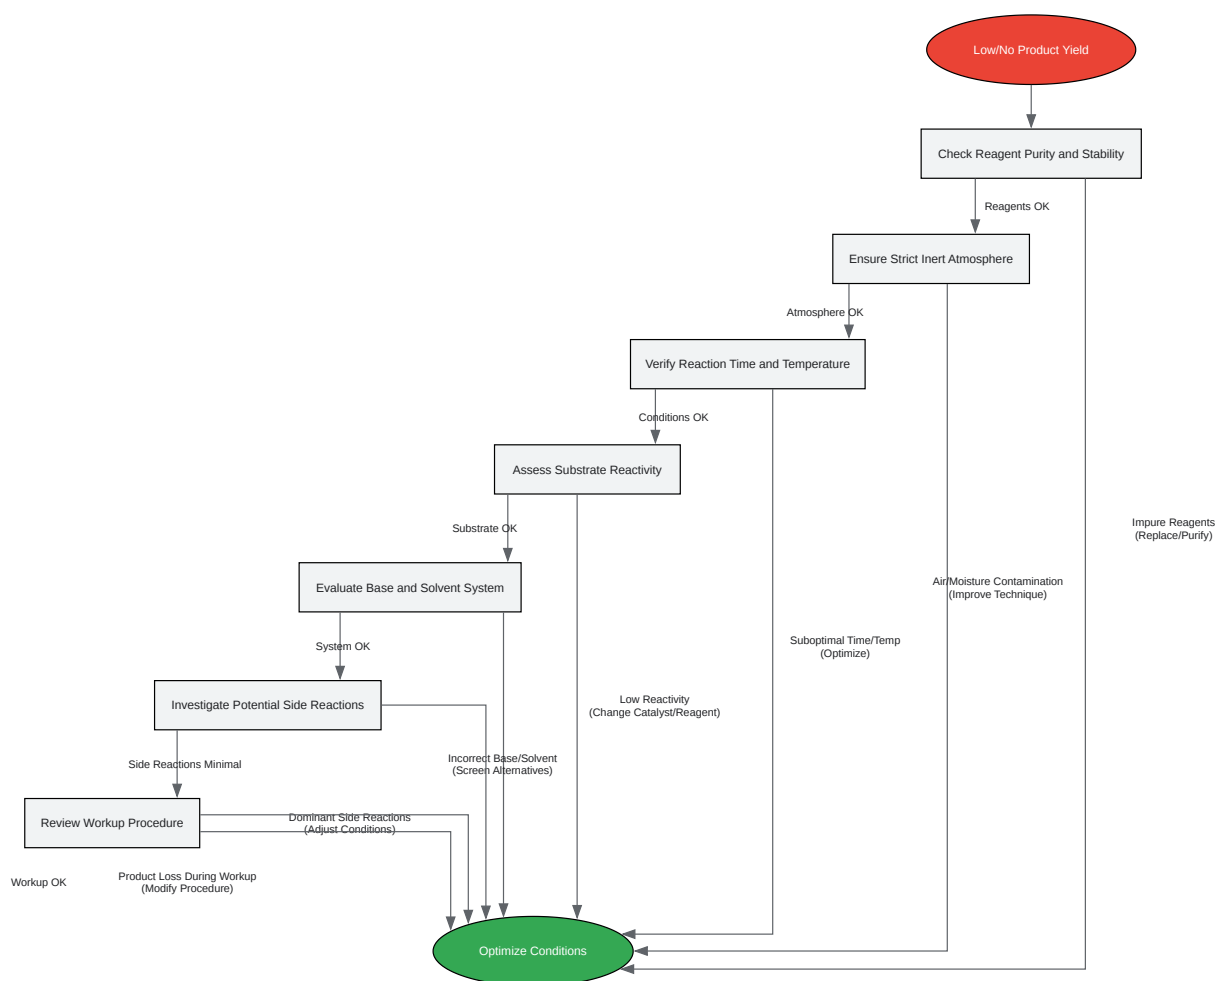 Low/No Product Yield
Check Reagent Purity and Stability
Reagents OK
Ensure Strict Inert Atmosphere
Atmosphere OK
Verify Reaction Time and Temperature
Conditions OK
Assess Substrate Reactivity
Substrate OK
Impure Reagents
(Replace/Purify)
Evaluate Base and Solvent System
Air/Moisture Contamination
(Improve Technique)
System OK
Suboptimal Time/Temp
(Optimize)
Investigate Potential Side Reactions
Low Reactivity
(Change Catalyst/Reagent)
Side Reactions Minimal
Incorrect Base/Solvent
(Screen Alternatives)
Review Workup Procedure
Dominant Side Reactions
(Adjust Conditions)
Workup OK
Product Loss During Workup
(Modify Procedure)
Optimize Conditions